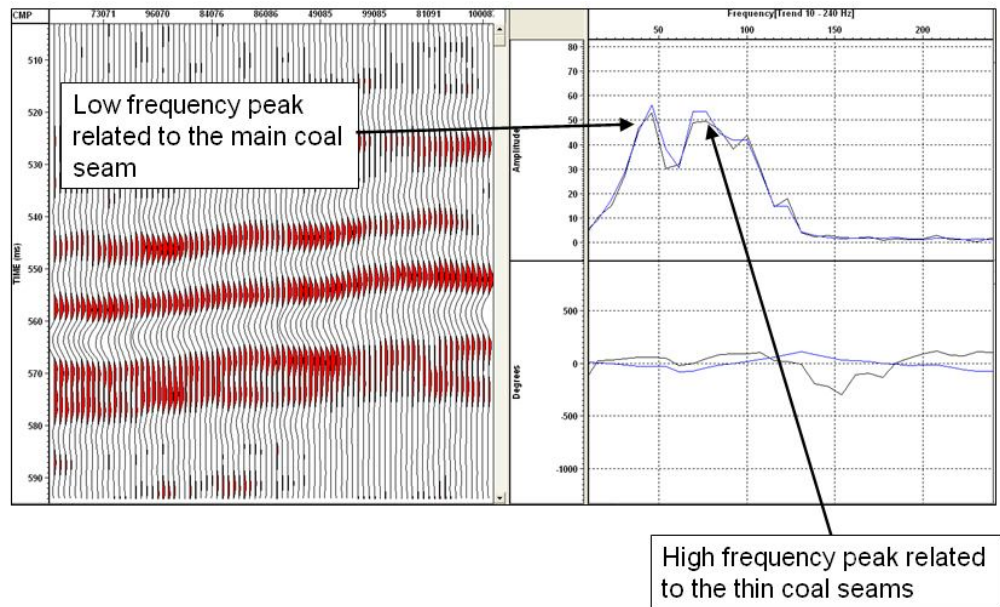 CMP 73071 96070 84076 86086 49085 99085 81091 10008
Frequency[Trend 10 - 240 Hz]
50 100 150 200
Low frequency peak
related to the main coal
seam
TIME (ms)
510
520
530
540
550
560
570
580
590
Amplitude
80
70
60
50
40
30
20
10
0
Degrees
500
0
-500
-1000
High frequency peak related
to the thin coal seams